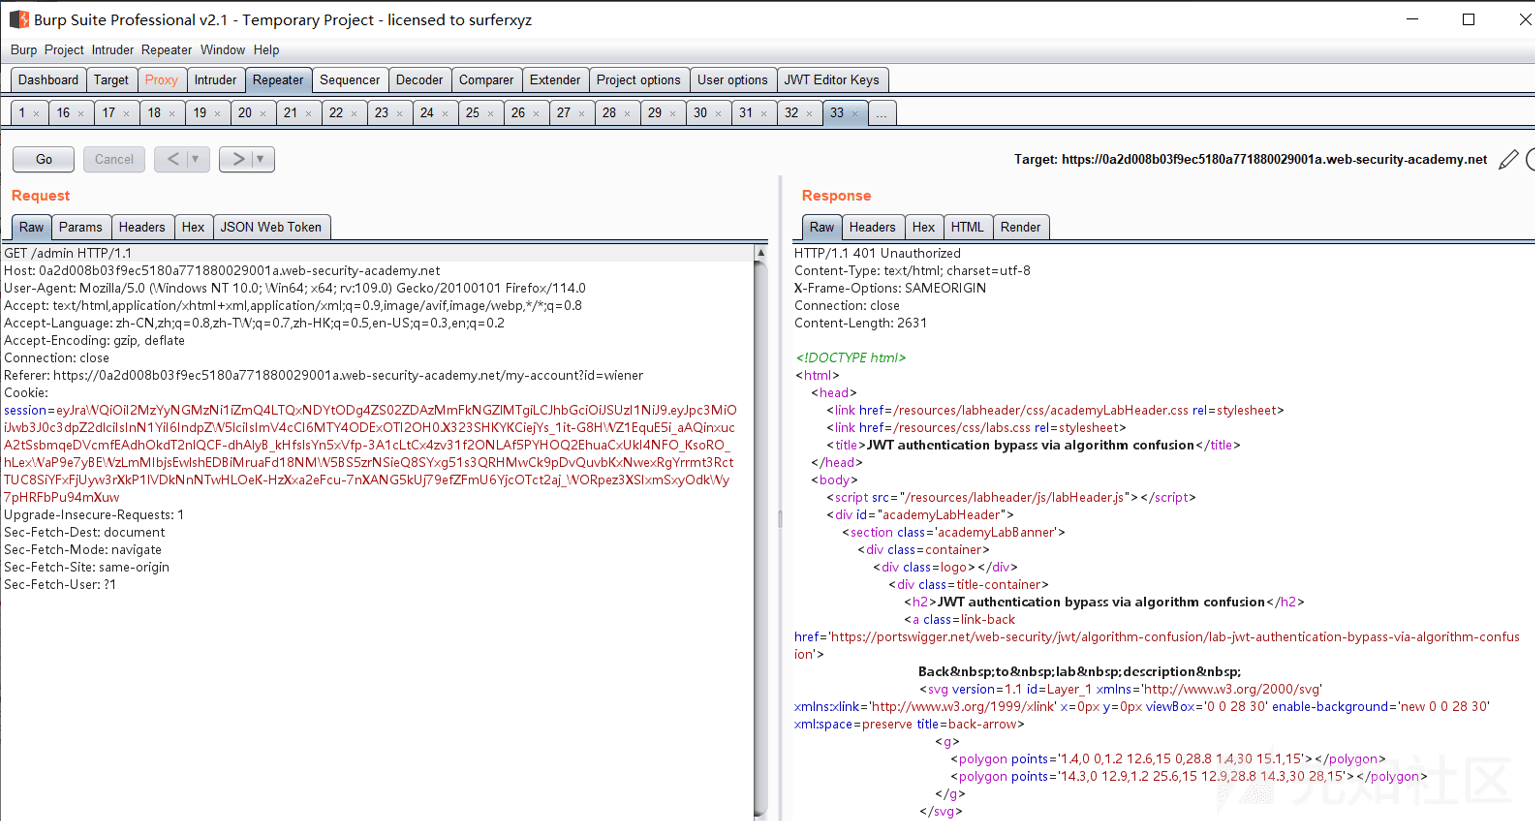 Burp Suite Professional v2.1 - Temporary Project - licensed to surferxyz
Burp Project Intruder Repeater Window Help
Dashboard Target Proxy Intruder Repeater Sequencer Decoder Comparer Extender Project options User options JWT Editor Keys
1 × 16 × 17 × 18 × 19 × 20 × 21 × 22 × 23 × 24 × 25 × 26 × 27 × 28 × 29 × 30 × 31 × 32 × 33 × ...
Go Cancel < ▼ > ▼
Target: https://0a2d008b03f9ec5180a771880029001a.web-security-academy.net
Request
Raw Params Headers Hex JSON Web Token
GET /admin HTTP/1.1
Host: 0a2d008b03f9ec5180a771880029001a.web-security-academy.net
User-Agent: Mozilla/5.0 (Windows NT 10.0; Win64; x64; rv:109.0) Gecko/20100101 Firefox/114.0
Accept: text/html,application/xhtml+xml,application/xml;q=0.9,image/avif,image/webp,*/*;q=0.8
Accept-Language: zh-CN,zh;q=0.8,zh-TW;q=0.7,zh-HK;q=0.5,en-US;q=0.3,en;q=0.2
Accept-Encoding: gzip, deflate
Connection: close
Referer: https://0a2d008b03f9ec5180a771880029001a.web-security-academy.net/my-account?id=wiener
Cookie:
session=
Upgrade-Insecure-Requests: 1
Sec-Fetch-Dest: document
Sec-Fetch-Mode: navigate
Sec-Fetch-Site: same-origin
Sec-Fetch-User: ?1
Response
Raw Headers Hex HTML Render
HTTP/1.1 401 Unauthorized
Content-Type: text/html; charset=utf-8
X-Frame-Options: SAMEORIGIN
Connection: close
Content-Length: 2631
<!DOCTYPE html>
<html>
<head>
<link href=/resources/labheader/css/academyLabHeader.css rel=stylesheet>
<link href=/resources/css/labs.css rel=stylesheet>
<title>JWT authentication bypass via algorithm confusion</title>
</head>
<body>
<script src="/resources/labheader/js/labHeader.js"></script>
<div id="academyLabHeader">
<section class='academyLabBanner'>
<div class=container>
<div class=logo></div>
<div class=title-container>
<h2>JWT authentication bypass via algorithm confusion</h2>
<a class=link-back
href='https://portswigger.net/web-security/jwt/algorithm-confusion/lab-jwt-authentication-bypass-via-algorithm-confus
ion'>
Back&nbsp;to&nbsp;lab&nbsp;description&nbsp;
<svg version=1.1 id=Layer_1 xmlns='http://www.w3.org/2000/svg'
xmlns:xlink='http://www.w3.org/1999/xlink' x=0px y=0px viewBox='0 0 28 30' enable-background='new 0 0 28 30'
xml:space=preserve title=back-arrow>
<g>
<polygon points='1.4,0 0,1.2 12.6,15 0,28.8 1.4,30 15.1,15'></polygon>
<polygon points='14.3,0 12.9,1.2 25.6,15 12.9,28.8 14.3,30 28,15'></polygon>
</g>
</svg>
先知社区